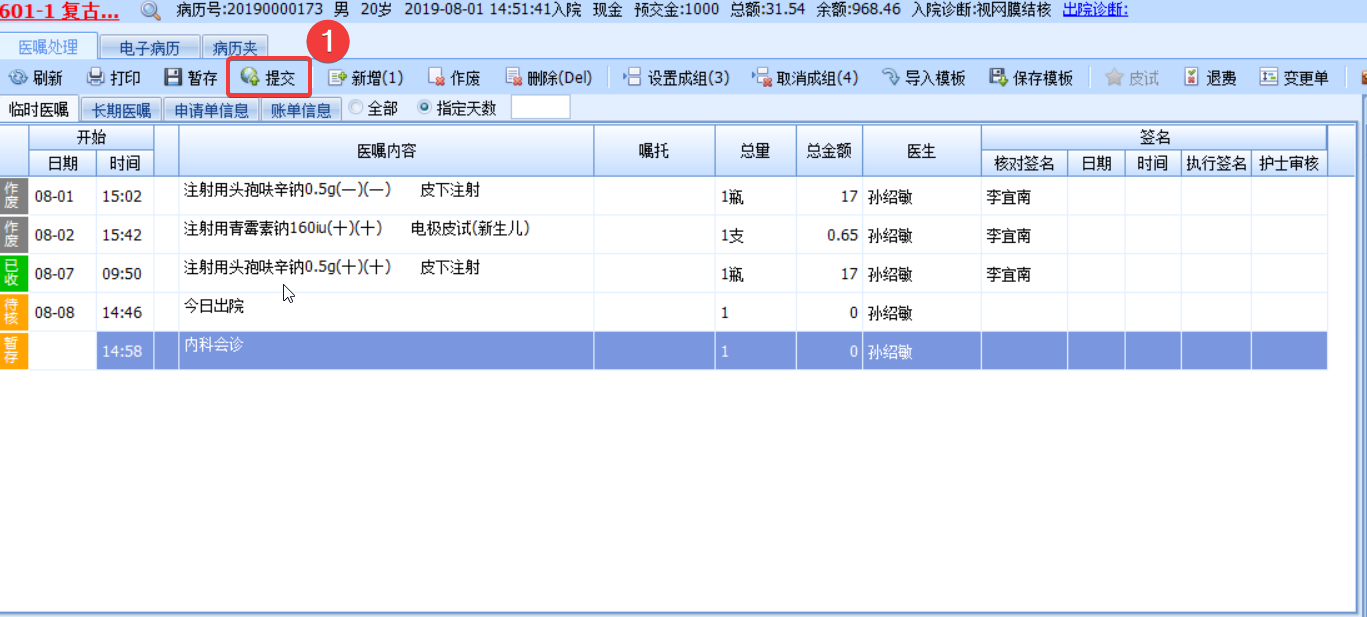 601-1 复古... 病历号:20190000173 男 20岁 2019-08-01 14:51:41入院 现金 预交金:1000 总额:31.54 余额:968.46 入院诊断:视网膜结核 出院诊断:
医嘱处理 电子病历 病历夹 1
刷新 打印 暂存 提交 新增(1) 作废 删除(Del) 设置成组(3) 取消成组(4) 导入模板 保存模板 皮试 退费 变更单
临时医嘱 长期医嘱 申请单信息 账单信息 全部 指定天数
开始 医嘱内容 嘱托 总量 总金额 医生 签名
日期 时间 核对签名 日期 时间 执行签名 护士审核
作废 08-01 15:02 注射用头孢呋辛钠0.5g(—)(—) 皮下注射 1瓶 17 孙绍敏 李宜南
作废 08-02 15:42 注射用青霉素钠160iu(十)(十) 电极皮试(新生儿) 1支 0.65 孙绍敏 李宜南
已收 08-07 09:50 注射用头孢呋辛钠0.5g(十)(十) 皮下注射 1瓶 17 孙绍敏 李宜南
待核 08-08 14:46 今日出院 1 0 孙绍敏
暂存 14:58 内科会诊 1 0 孙绍敏